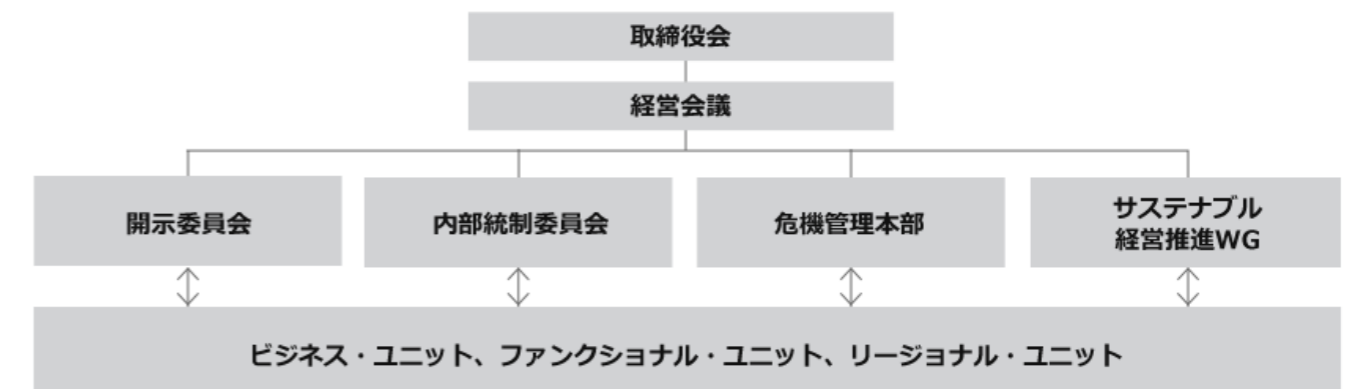 取締役会
経営会議
開示委員会
内部統制委員会
危機管理本部
サステナブル
経営推進WG
ビジネス・ユニット、ファンクショナル・ユニット、リージョナル・ユニット